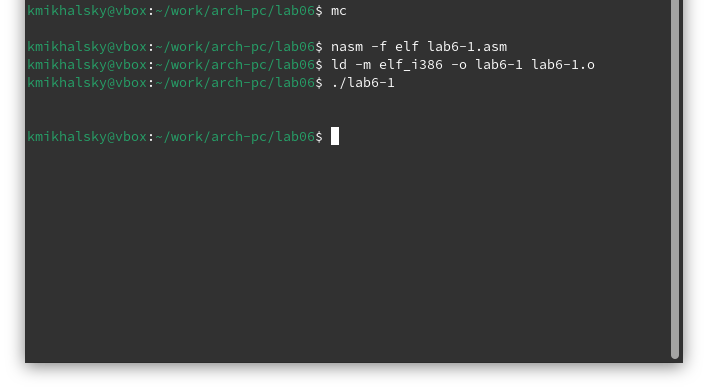 kmikhalsky@vbox:~/work/arch-pc/lab06$ mc
kmikhalsky@vbox:~/work/arch-pc/lab06$ nasm -f elf lab6-1.asm
kmikhalsky@vbox:~/work/arch-pc/lab06$ ld -m elf_i386 -o lab6-1 lab6-1.o
kmikhalsky@vbox:~/work/arch-pc/lab06$ ./lab6-1
kmikhalsky@vbox:~/work/arch-pc/lab06$